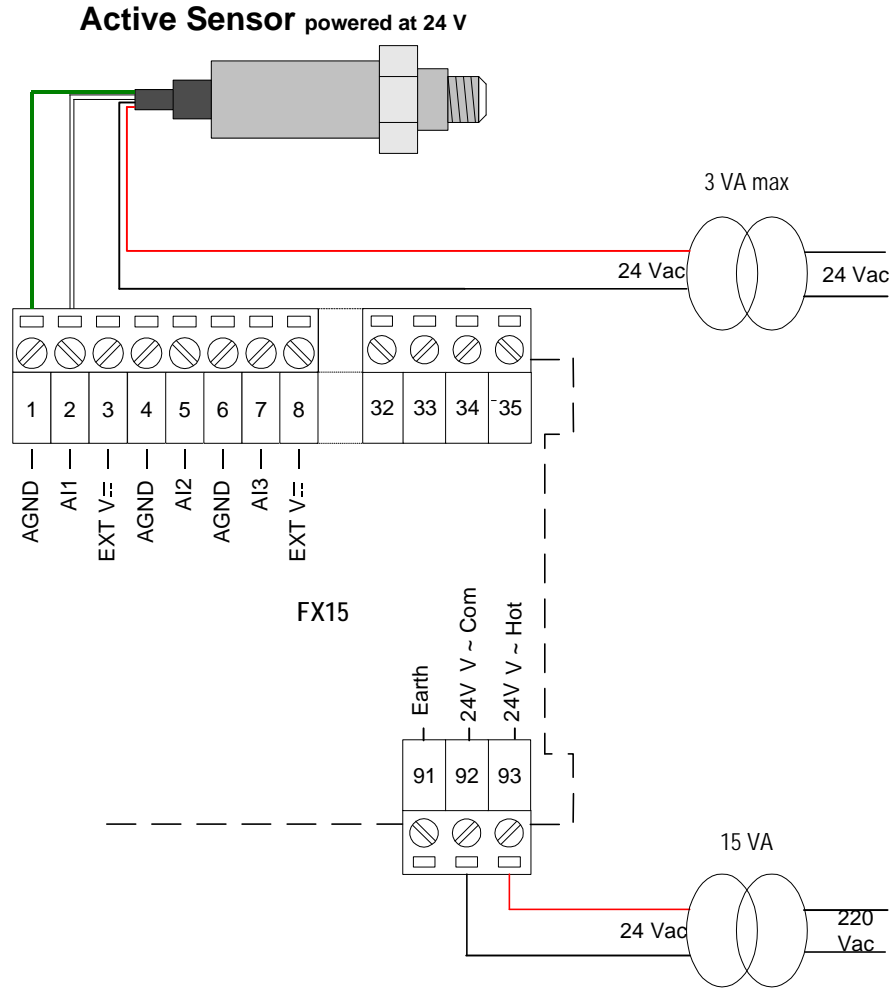 Active Sensor powered at 24 V
3 VA max
24 Vac
24 Vac
1 2 3 4 5 6 7 8 32 33 34 35
AGND
AI1
EXT V
AGND
AI2
AGND
AI3
EXT V
FX15
Earth
24V V ~ Com
24V V ~ Hot
91 92 93
15 VA
24 Vac
220
Vac